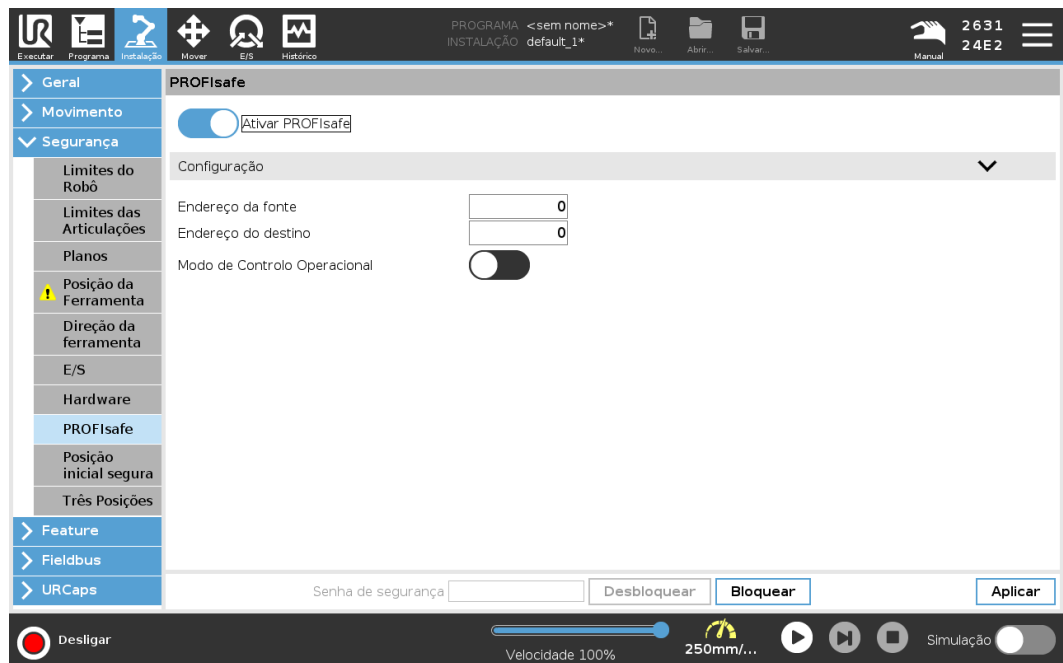 PROGRAMA <sem nome>*
INSTALAÇÃO default_1*
Executar
Programa
Instalação
Mover
E/S
Histórico
Novo...
Abrir...
Salvar...
Manual
2631
24E2
Geral
Movimento
Segurança
Limites do
Robô
Limites das
Articulações
Planos
Posição da
Ferramenta
Direção da
ferramenta
E/S
Hardware
PROFIsafe
Posição
inicial segura
Três Posições
Feature
Fieldbus
URCaps
PROFIsafe
Ativar PROFIsafe
Configuração
Endereço da fonte 0
Endereço do destino 0
Modo de Controlo Operacional
Senha de segurança Desbloquear Bloquear Aplicar
Desligar
Velocidade 100%
250mm/...
Simulação